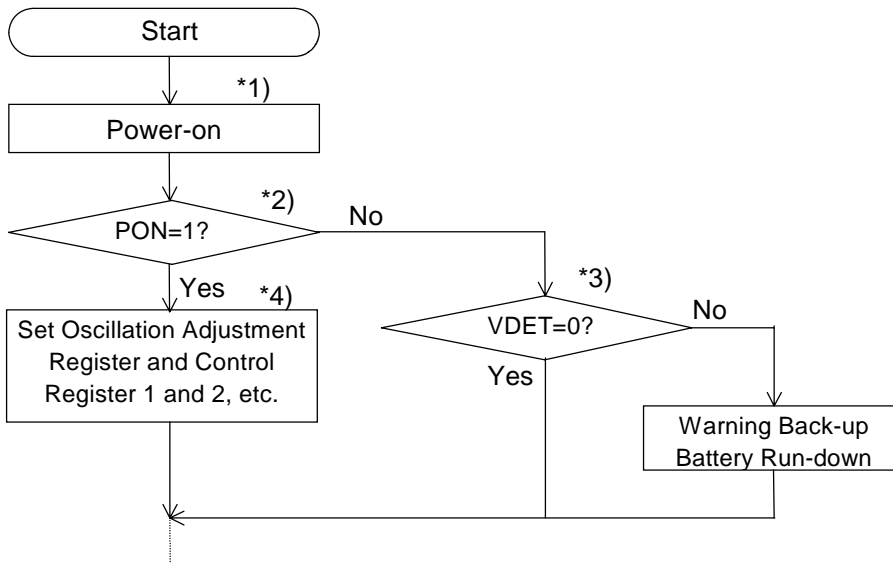 Start
*1)
Power-on
*2)
No
PON=1?
Yes
*3)
*4)
No
Set Oscillation Adjustment
Register and Control
Register 1 and 2, etc.
VDET=0?
Yes
Warning Back-up
Battery Run-down